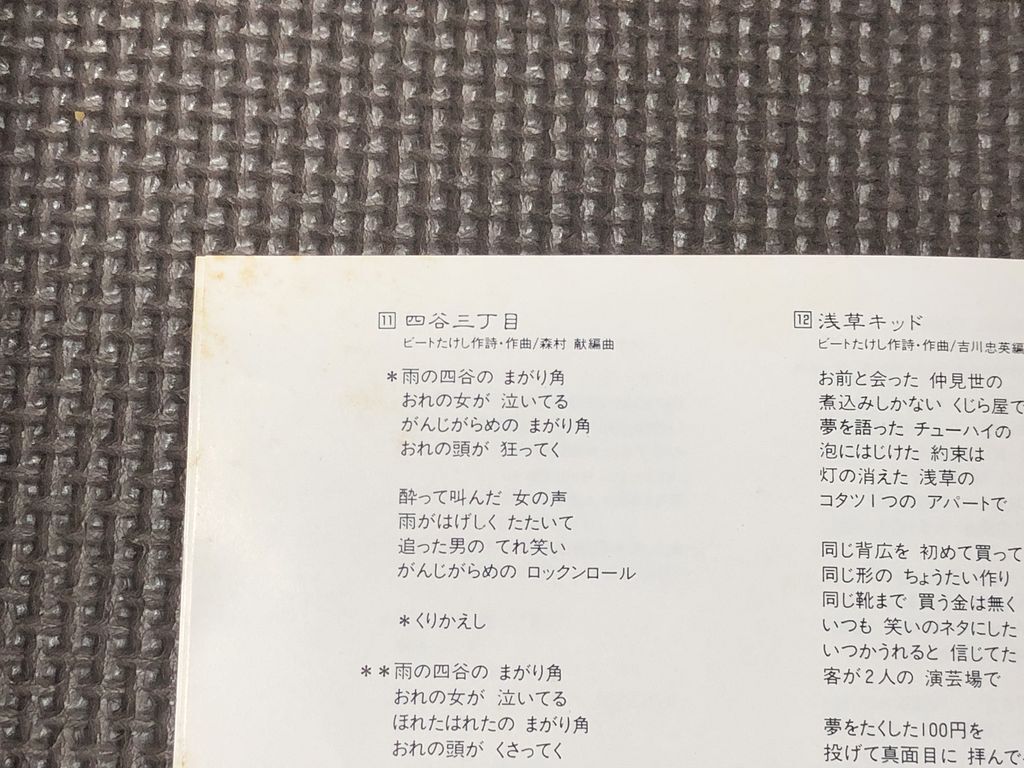 11 四谷三丁目
ビートたけし作詩・作曲/森村 献編曲
＊雨の四谷の まがり角
おれの女が 泣いてる
がんじがらめの まがり角
おれの頭が 狂ってく
酔って叫んだ 女の声
雨がはげしく たたいて
追った男の てれ笑い
がんじがらめの ロックンロール
＊くりかえし
＊＊雨の四谷の まがり角
おれの女が 泣いてる
ほれたはれたの まがり角
おれの頭が くさってく
12 浅草キッド
ビートたけし作詩・作曲/吉川忠英編
お前と会った 仲見世の
煮込みしかない くじら屋で
夢を語った チューハイの
泡にはじけた 約束は
灯の消えた 浅草の
コタツ1つの アパートで
同じ背広を 初めて買って
同じ形の ちょうたい作り
同じ靴まで 買う金は無く
いつも 笑いのネタにした
いつかうれると 信じてた
客が2人の 演芸場で
夢をたくした100円を
投げて真面目に 拝んで